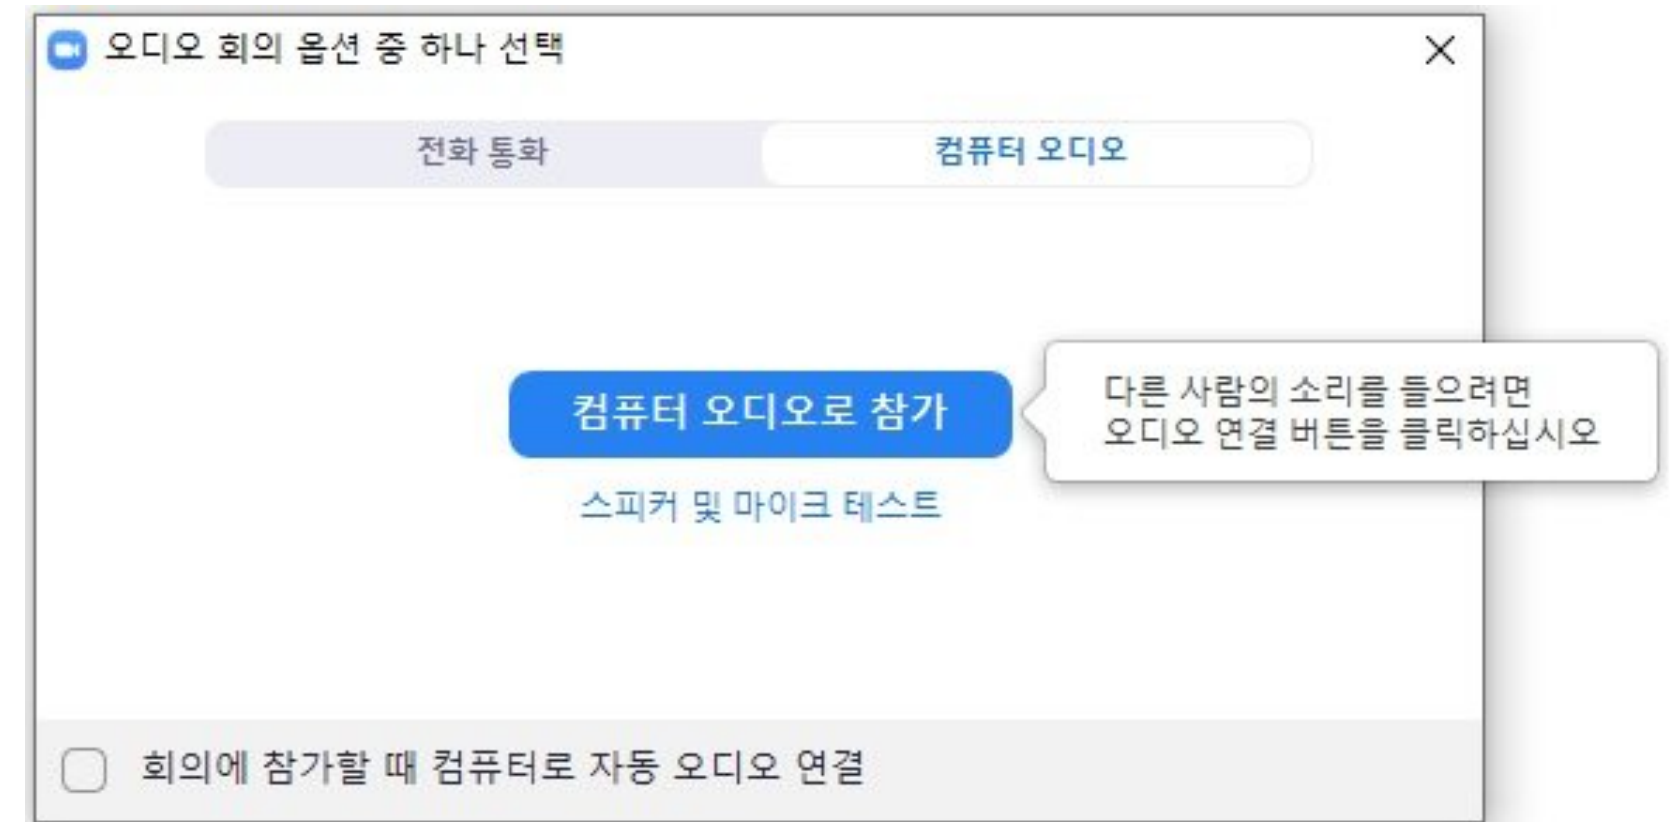 오디오 회의 옵션 중 하나 선택
전화 통화
컴퓨터 오디오
컴퓨터 오디오로 참가
다른 사람의 소리를 들으려면
오디오 연결 버튼을 클릭하십시오
스피커 및 마이크 테스트
회의에 참가할 때 컴퓨터로 자동 오디오 연결